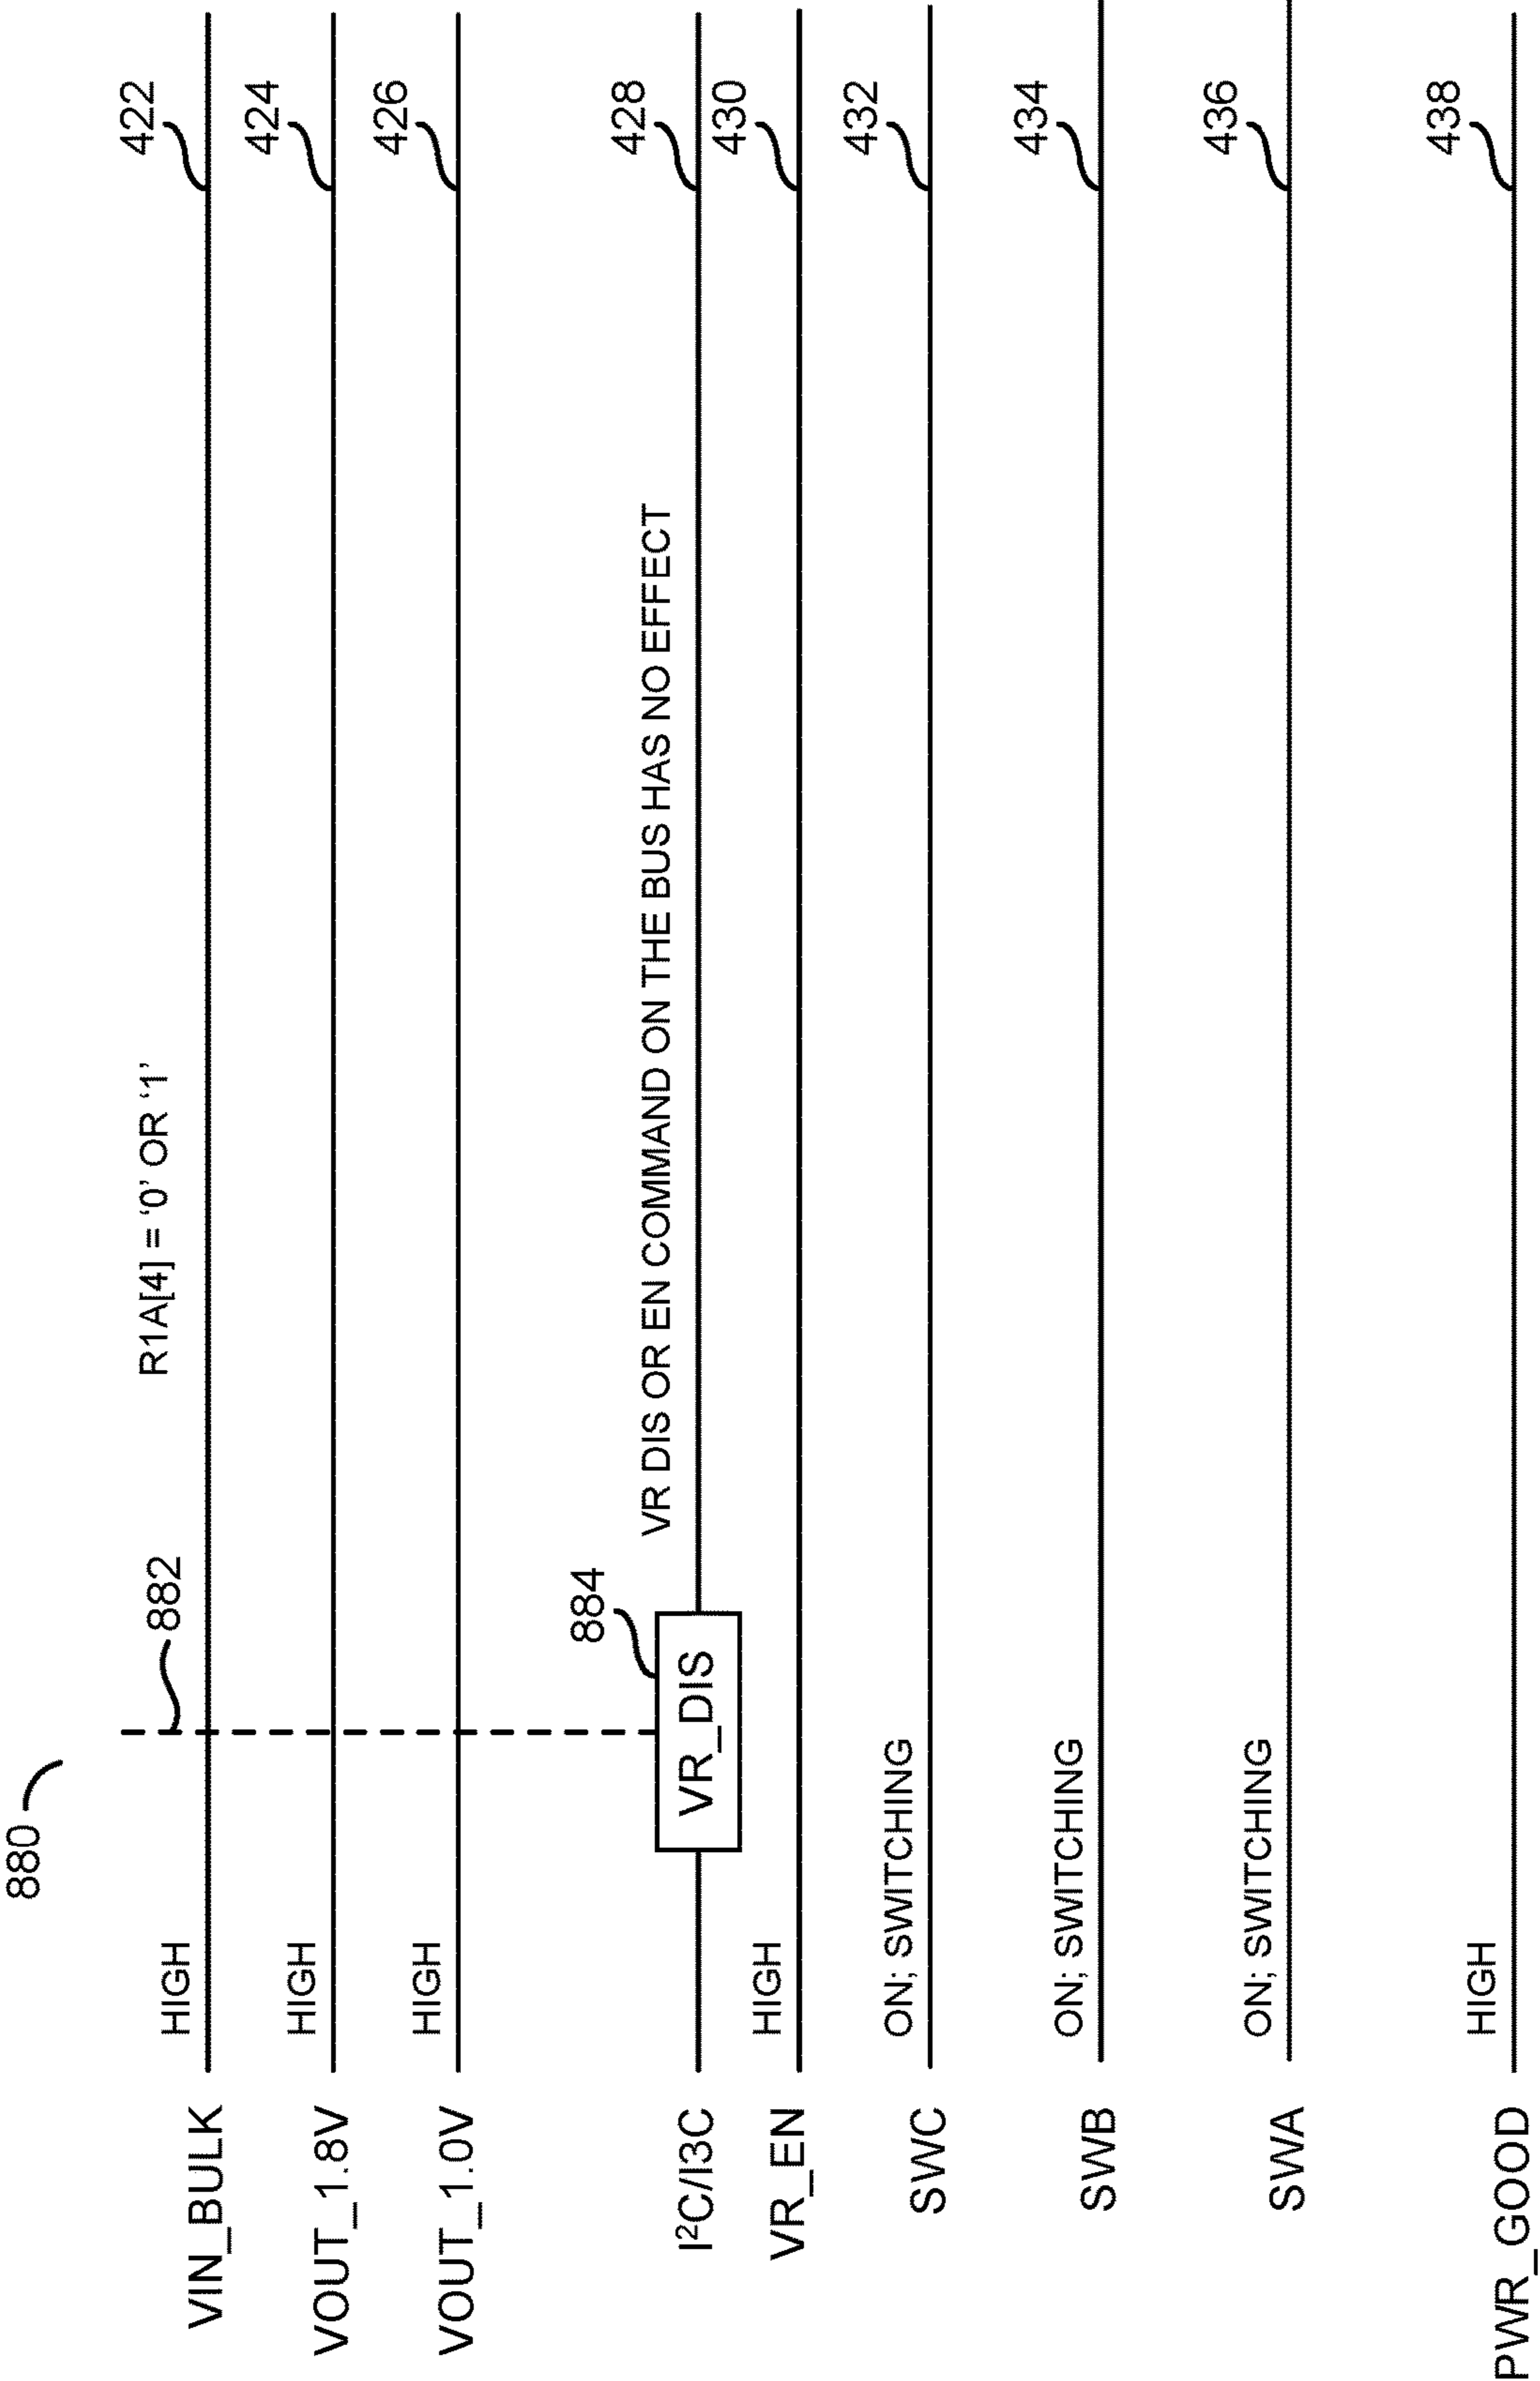 880
882
R1A[4] = ‘0’ OR ‘1’
422
VIN_BULK
HIGH
424
VOUT_1.8V
HIGH
426
VOUT_1.0V
HIGH
884
VR DIS OR EN COMMAND ON THE BUS HAS NO EFFECT
428
I²C/I3C
VR_DIS
430
VR_EN
HIGH
432
SWC
ON; SWITCHING
434
SWB
ON; SWITCHING
436
SWA
ON; SWITCHING
438
PWR_GOOD
HIGH